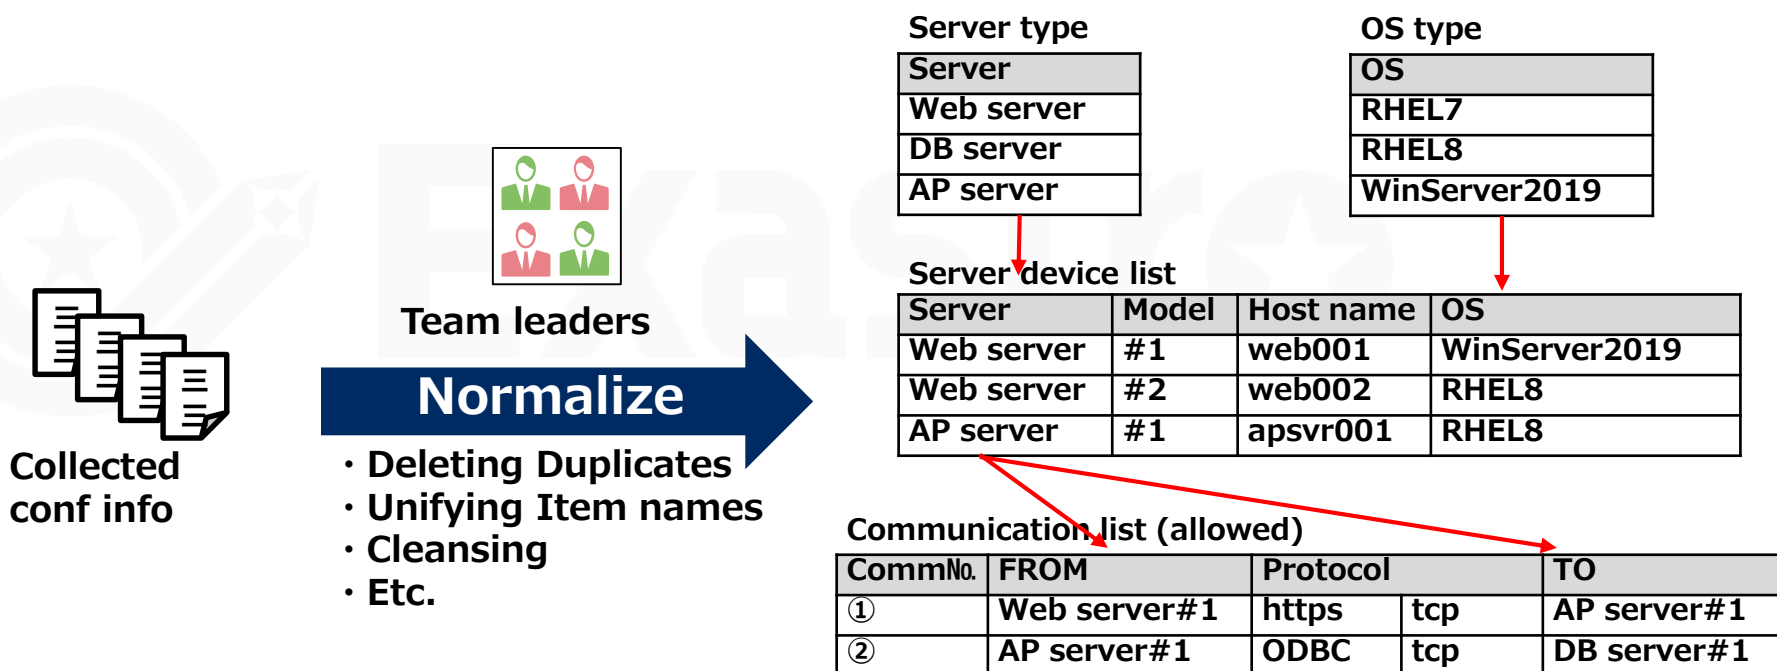 Server type
Server
Web server
DB server
AP server
OS type
OS
RHEL7
RHEL8
WinServer2019
Exastro
Team leaders
Normalize
・Deleting Duplicates
・Unifying Item names
・Cleansing
・Etc.
Collected
conf info
Server device list
Server Model Host name OS
Web server #1 web001 WinServer2019
Web server #2 web002 RHEL8
AP server #1 apsvr001 RHEL8
Communication list (allowed)
Comm№. FROM Protocol TO
① Web server#1 https tcp AP server#1
② AP server#1 ODBC tcp DB server#1